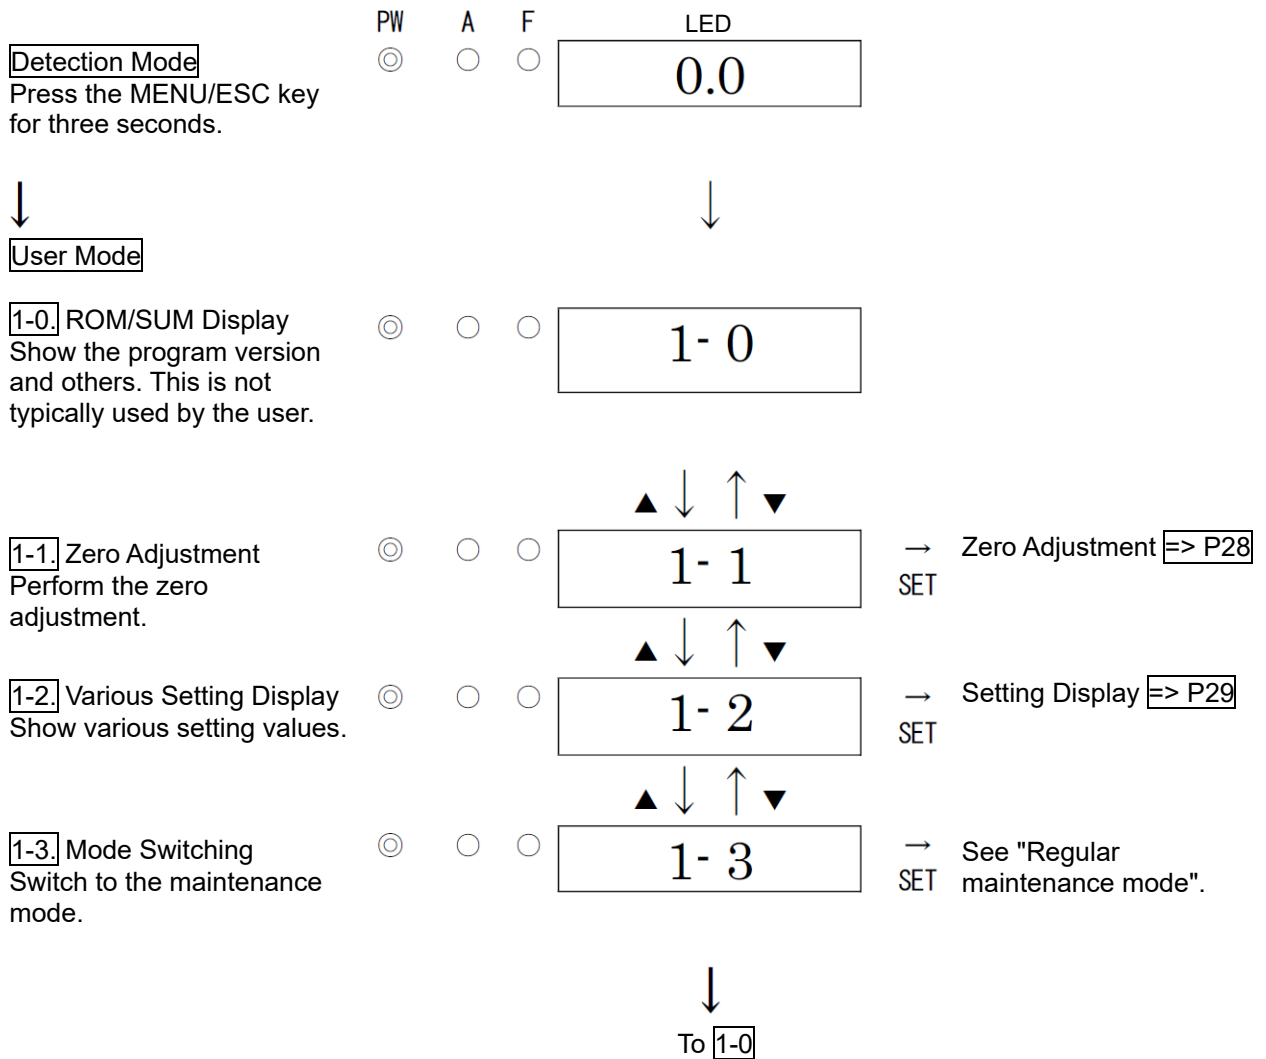 PW A F LED
Detection Mode
Press the MENU/ESC key
for three seconds.
◎ ○ ○ 0.0
↓ ↓
User Mode
1-0. ROM/SUM Display
Show the program version
and others. This is not
typically used by the user.
◎ ○ ○ 1- 0
▲ ↓ ↑ ▼
1-1. Zero Adjustment
Perform the zero
adjustment.
◎ ○ ○ 1- 1
→ Zero Adjustment => P28
SET
▲ ↓ ↑ ▼
1-2. Various Setting Display
Show various setting values.
◎ ○ ○ 1- 2
→ Setting Display => P29
SET
▲ ↓ ↑ ▼
1-3. Mode Switching
Switch to the maintenance
mode.
◎ ○ ○ 1- 3
→ See "Regular
SET maintenance mode".
↓
To 1-0